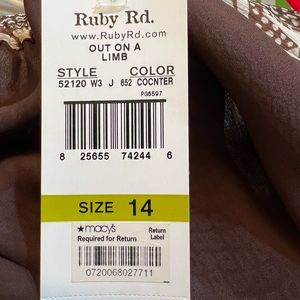 Ruby Rd.
www.RubyRd.com
OUT ON A
LIMB
STYLE COLOR
52120 W3 J 852 COCNTER
PG6597
8 25655 74244 6
SIZE 14
★macy's Return
Required for Return Label
0720068027711